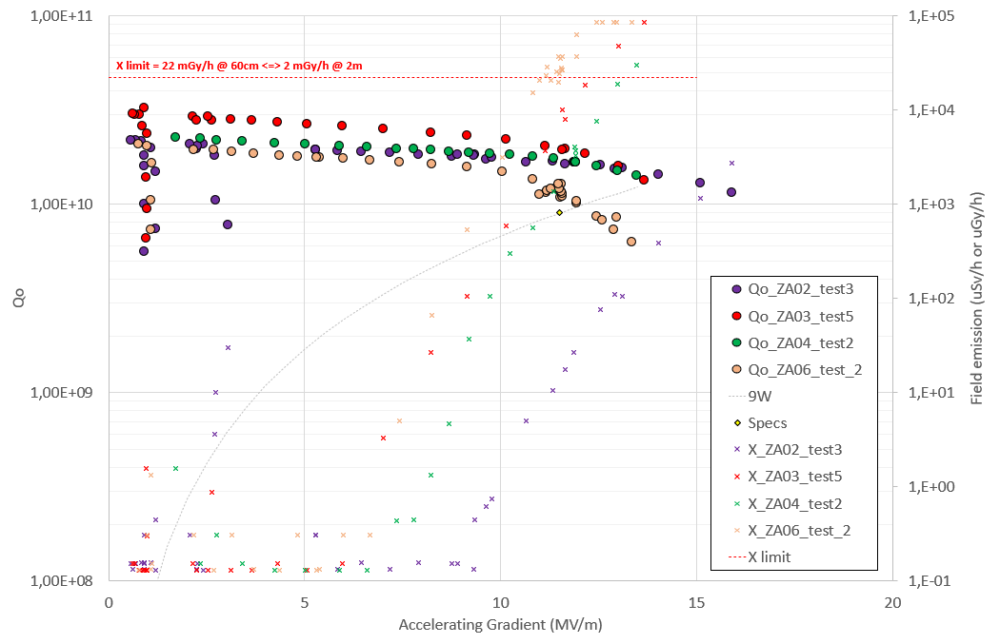 1,00E+11
1,E+05
X limit = 22 mGy/h @ 60cm <=> 2 mGy/h @ 2m
1,E+04
1,00E+10
1,E+03
Qo
Field emission (uSv/h or uGy/h)
1,E+02
1,00E+09
1,E+01
1,E+00
1,00E+08
1,E-01
Qo_ZA02_test3
Qo_ZA03_test5
Qo_ZA04_test2
Qo_ZA06_test_2
9W
Specs
X_ZA02_test3
X_ZA03_test5
X_ZA04_test2
X_ZA06_test_2
X limit
0 5 10 15 20
Accelerating Gradient (MV/m)